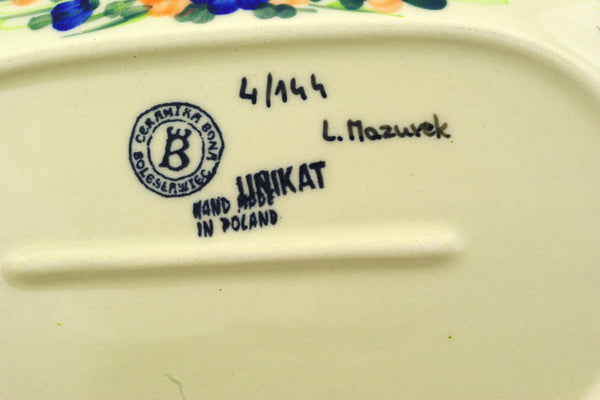 4/144
L. Mazurek
CERAMIKA BONA
B
BOLESŁAWIEC
UNIKAT
HAND MADE
IN POLAND